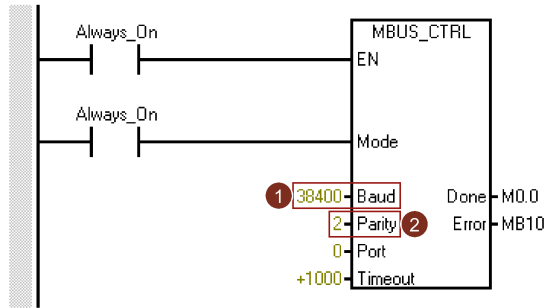 Always_On
MBUS_CTRL
EN
Always_On
Mode
1 38400 Baud Done M0.0
2 Parity 2 Error MB10
0 Port
+1000 Timeout